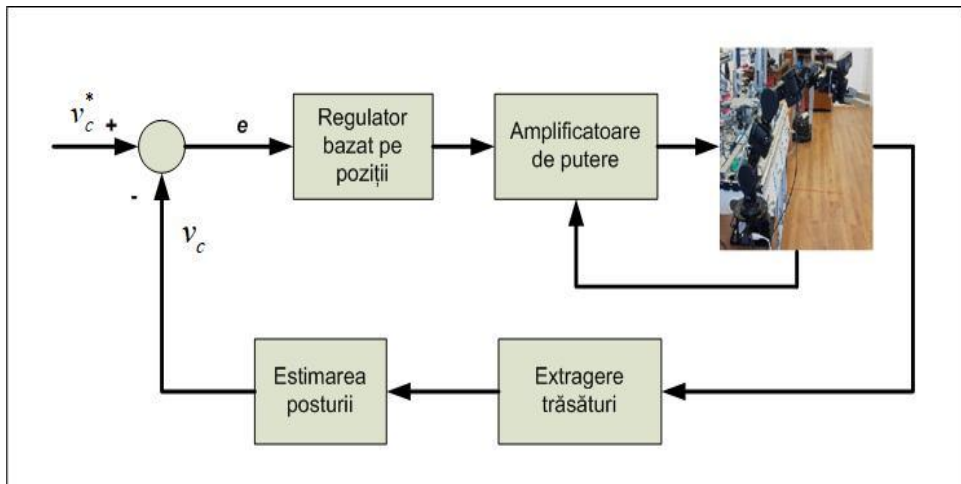 v*c
+
e
Regulator
bazat pe
poziții
Amplificatoare
de putere
-
vc
Estimarea
posturii
Extragere
trăsături